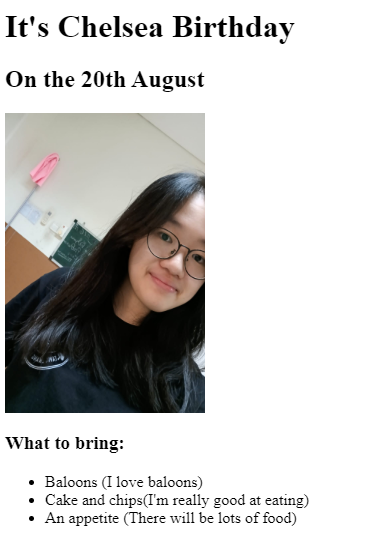 It's Chelsea Birthday
On the 20th August
What to bring:
Baloons (I love baloons)
Cake and chips(I'm really good at eating)
An appetite (There will be lots of food)